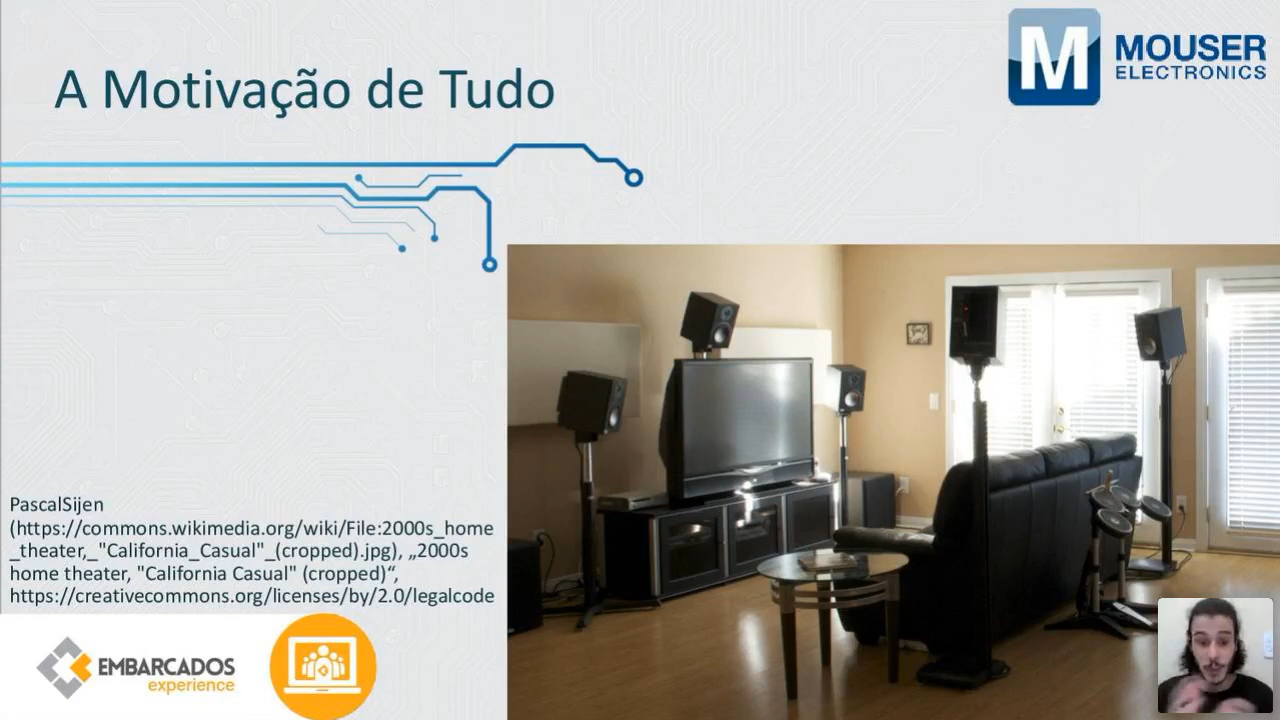 A Motivação de Tudo
M
MOUSER
ELECTRONICS
PascalSijen
(https://commons.wikimedia.org/wiki/File:2000s_home
_theater,_"California_Casual"_(cropped).jpg), „2000s
home theater, "California Casual" (cropped)“,
https://creativecommons.org/licenses/by/2.0/legalcode
EMBARCADOS
experience